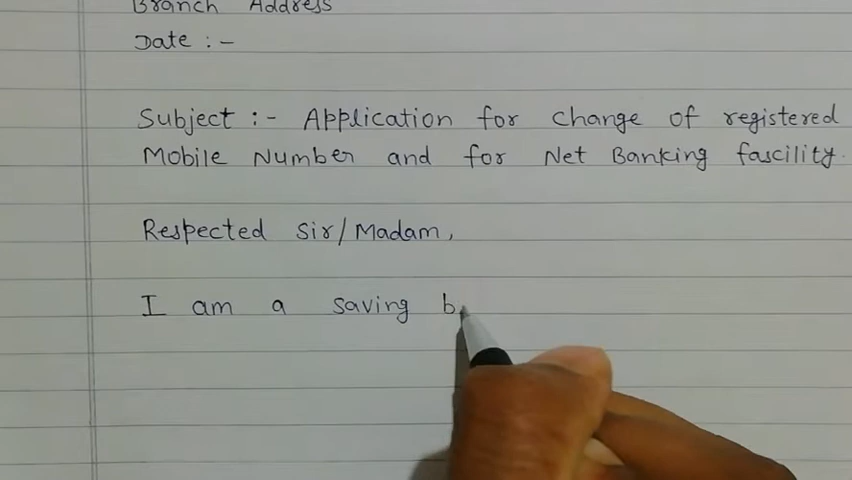 Branch Address
Date :-
Subject :- Application for change of registered
Mobile Number and for Net Banking fascility.
Respected Sir/Madam,
I am a saving b